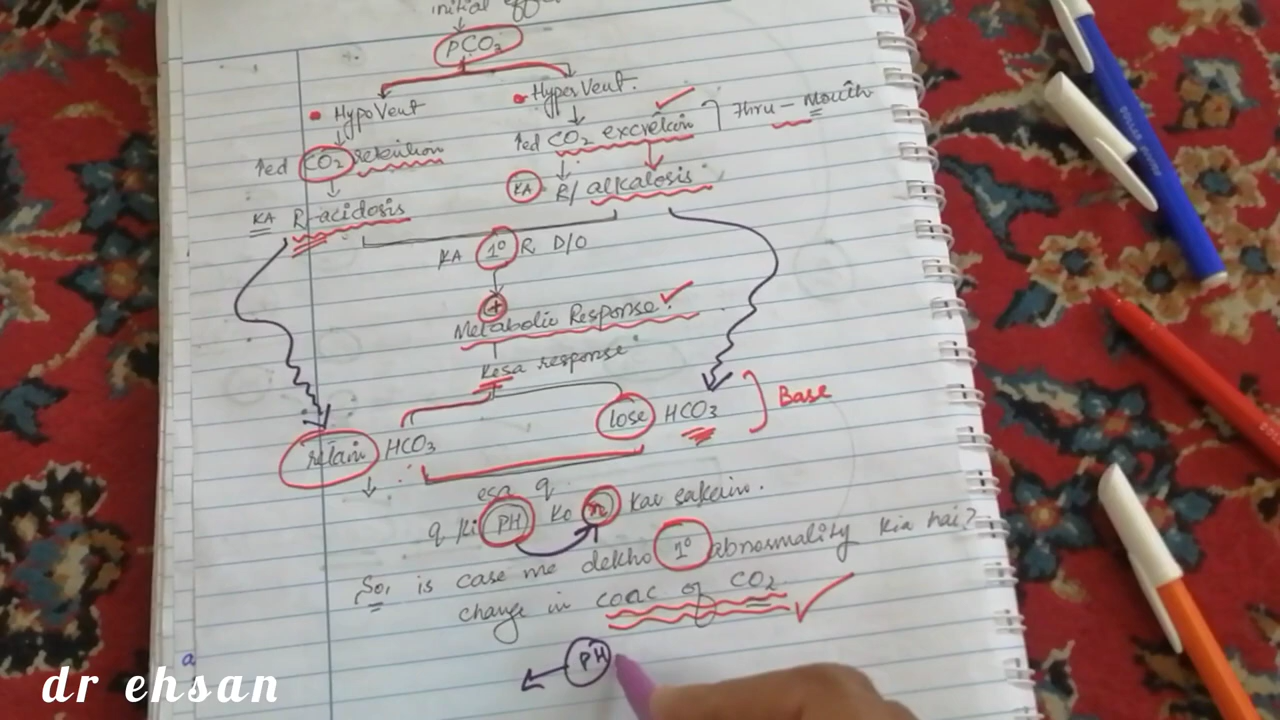 initial
PCO2
• HypoVent
• HyperVent.
↑ed CO2 retention
↑ed CO2 excretion
Thru - Mouth
KA R-acidosis
KA R/ alkalosis
KA 1° R D/O
+
Metabolic Response
Kesa response
retain HCO3
lose HCO3
Base
esa q
q ki PH ko n kar sakein.
So, is case me dekho 1° abnormality kia hai?
change in conc of CO2
PH
a
dr ehsan